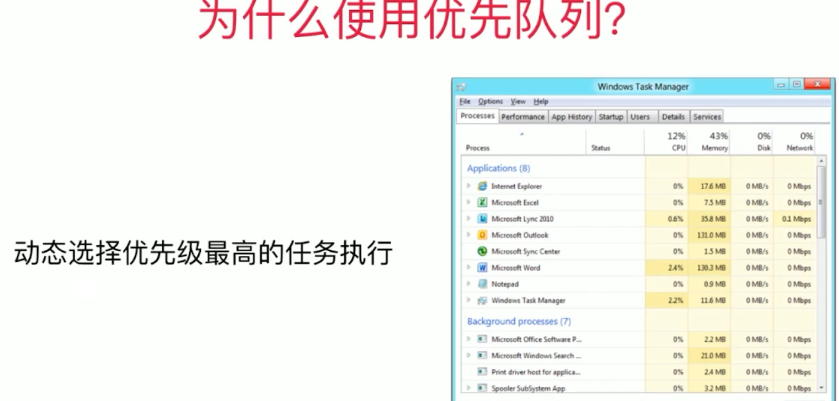 为什么使用优先队列?
动态选择优先级最高的任务执行
Windows Task Manager
File Options View Help
Processes Performance App History Startup Users Details Services
12% 43% 0% 0%
Process Status CPU Memory Disk Network
Applications (8)
Internet Explorer 0% 17.6 MB 0 MB/s 0 Mbps
Microsoft Excel 0% 7.5 MB 0 MB/s 0 Mbps
Microsoft Lync 2010 0.6% 35.8 MB 0 MB/s 0.1 Mbps
Microsoft Outlook 0% 131.0 MB 0 MB/s 0 Mbps
Microsoft Sync Center 0% 1.5 MB 0 MB/s 0 Mbps
Microsoft Word 2.4% 130.3 MB 0 MB/s 0 Mbps
Notepad 0% 0.9 MB 0 MB/s 0 Mbps
Windows Task Manager 2.2% 11.6 MB 0 MB/s 0 Mbps
Background processes (7)
Microsoft Office Software P... 0% 2.2 MB 0 MB/s 0 Mbps
Microsoft Windows Search ... 0% 21.0 MB 0 MB/s 0 Mbps
Print driver host for applica... 0% 2.4 MB 0 MB/s 0 Mbps
Spooler SubSystem App 0% 3.2 MB 0 MB/s 0 Mbps